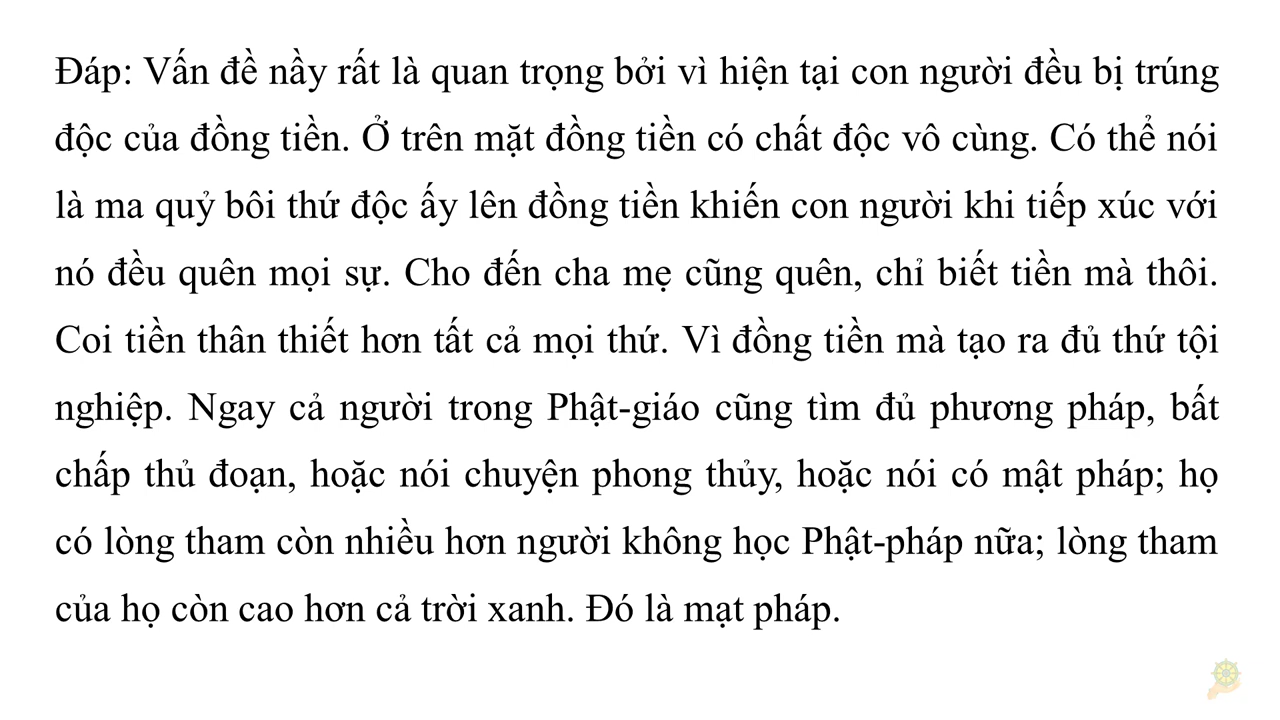 Đáp: Vấn đề nầy rất là quan trọng bởi vì hiện tại con người đều bị trúng
độc của đồng tiền. Ở trên mặt đồng tiền có chất độc vô cùng. Có thể nói
là ma quỷ bôi thứ độc ấy lên đồng tiền khiến con người khi tiếp xúc với
nó đều quên mọi sự. Cho đến cha mẹ cũng quên, chỉ biết tiền mà thôi.
Coi tiền thân thiết hơn tất cả mọi thứ. Vì đồng tiền mà tạo ra đủ thứ tội
nghiệp. Ngay cả người trong Phật-giáo cũng tìm đủ phương pháp, bất
chấp thủ đoạn, hoặc nói chuyện phong thủy, hoặc nói có mật pháp; họ
có lòng tham còn nhiều hơn người không học Phật-pháp nữa; lòng tham
của họ còn cao hơn cả trời xanh. Đó là mạt pháp.